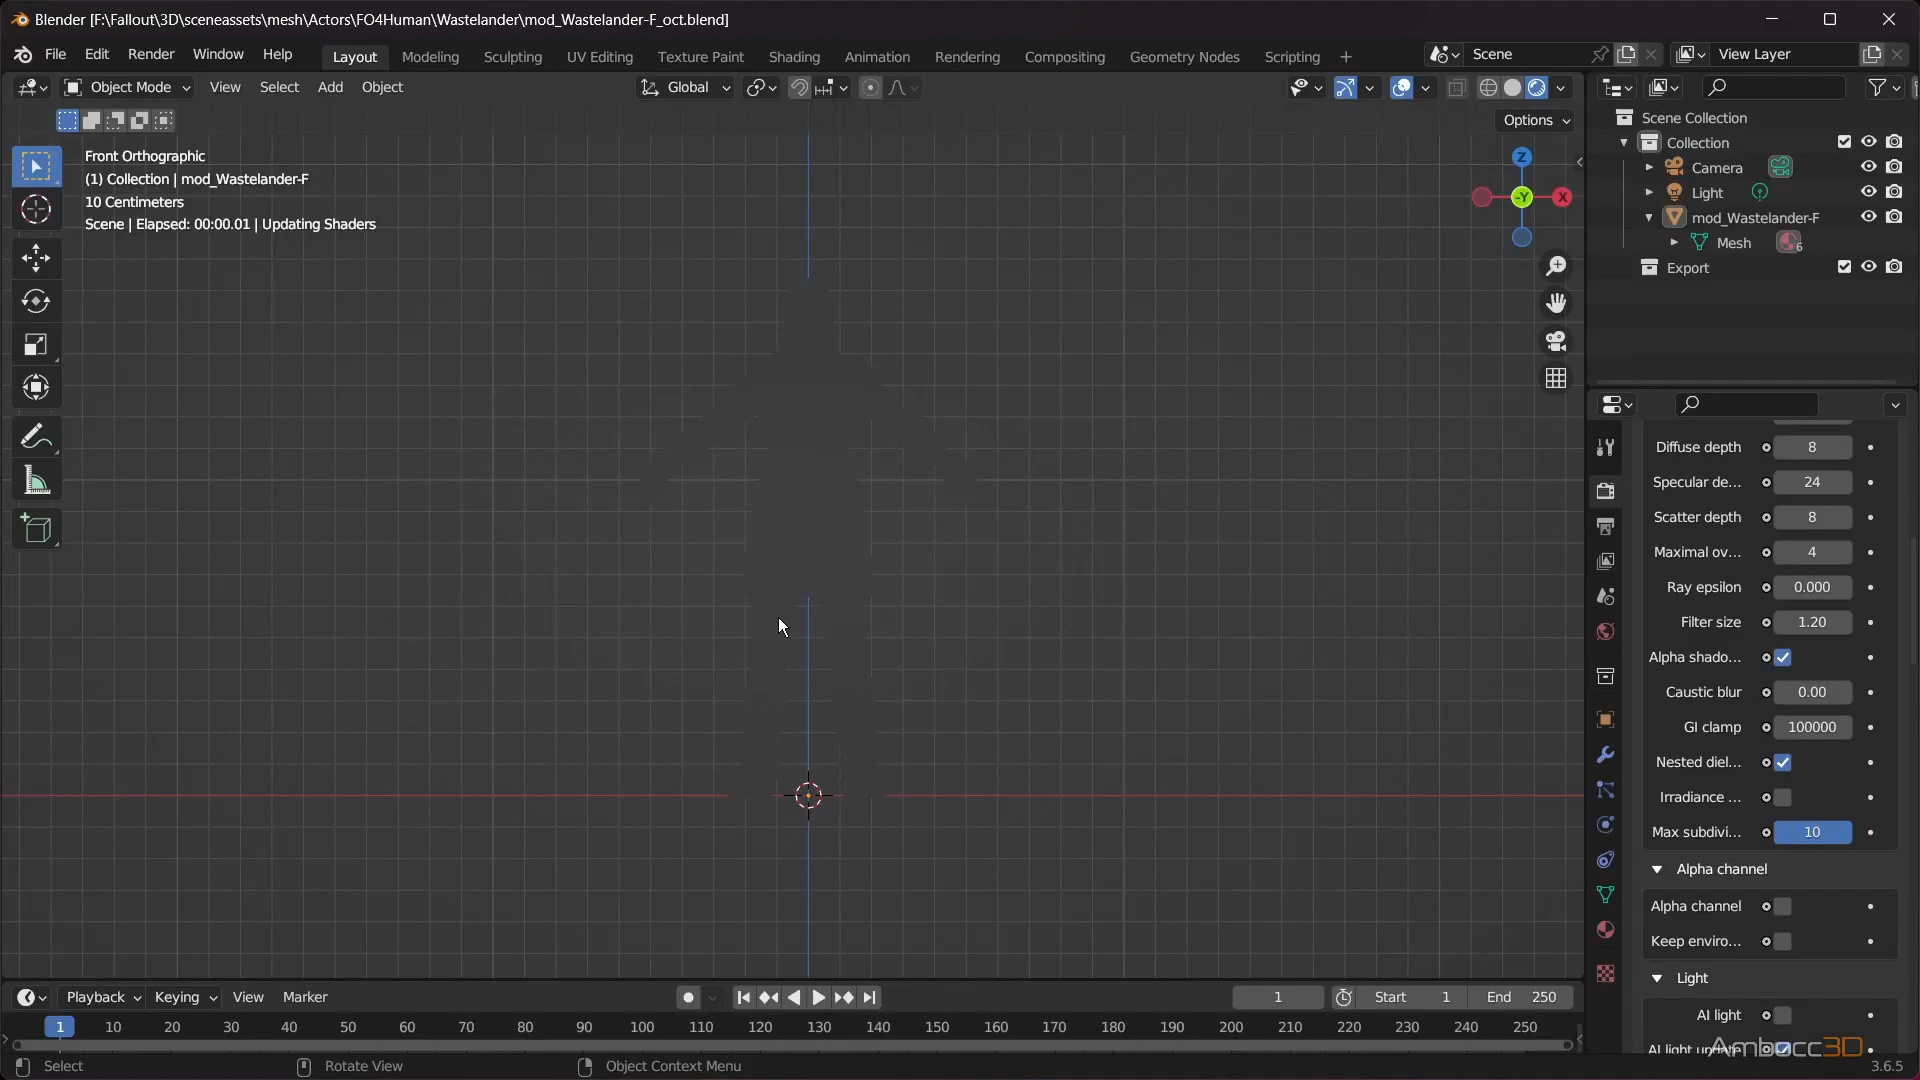 Blender [F:\Fallout\3D\sceneassets\mesh\Actors\FO4Human\Wastelander\mod_Wastelander-F_oct.blend]
File Edit Render Window Help Layout Modeling Sculpting UV Editing Texture Paint Shading Animation Rendering Compositing Geometry Nodes Scripting + Scene View Layer
Object Mode View Select Add Object Global
Options
Front Orthographic
(1) Collection | mod_Wastelander-F
10 Centimeters
Scene | Elapsed: 00:00.01 | Updating Shaders
Z
-Y X
Scene Collection
Collection
Camera
Light
mod_Wastelander-F
Mesh 6
Export
Diffuse depth 8
Specular de... 24
Scatter depth 8
Maximal ov... 4
Ray epsilon 0.000
Filter size 1.20
Alpha shado...
Caustic blur 0.00
GI clamp 100000
Nested diel...
Irradiance ...
Max subdivi... 10
Alpha channel
Alpha channel
Keep enviro...
Light
AI light
AI light update
Ambocc3D
Playback Keying View Marker 1 Start 1 End 250
1 10 20 30 40 50 60 70 80 90 100 110 120 130 140 150 160 170 180 190 200 210 220 230 240 250
Select Rotate View Object Context Menu 3.6.5